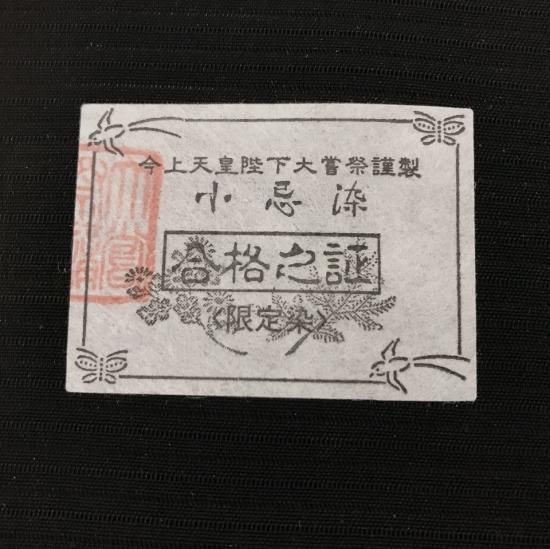 今上天皇陛下大嘗祭謹製
小忌染
合格之証
〈限定染〉